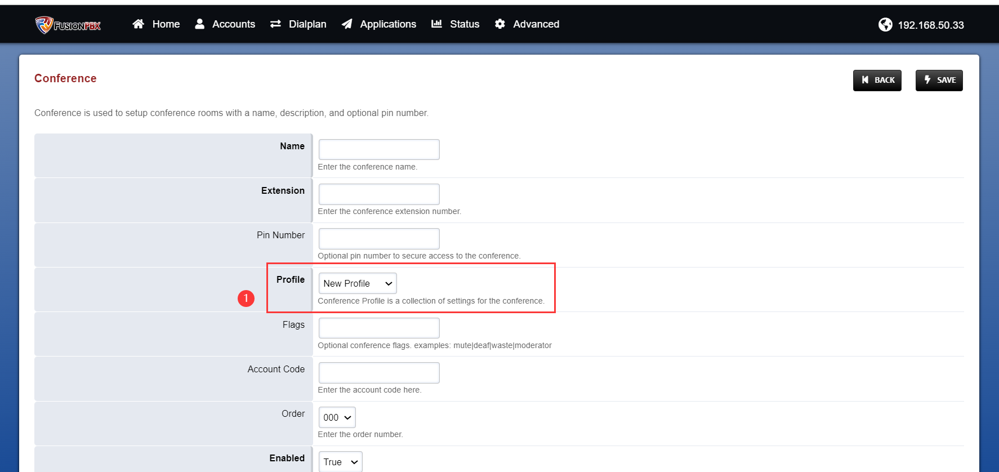 FUSIONPBX Home Accounts Dialplan Applications Status Advanced 192.168.50.33
Conference BACK SAVE
Conference is used to setup conference rooms with a name, description, and optional pin number.
Name
Enter the conference name.
Extension
Enter the conference extension number.
Pin Number
Optional pin number to secure access to the conference.
Profile New Profile
1
Conference Profile is a collection of settings for the conference.
Flags
Optional conference flags. examples: mute|deaf|waste|moderator
Account Code
Enter the account code here.
Order 000
Enter the order number.
Enabled True